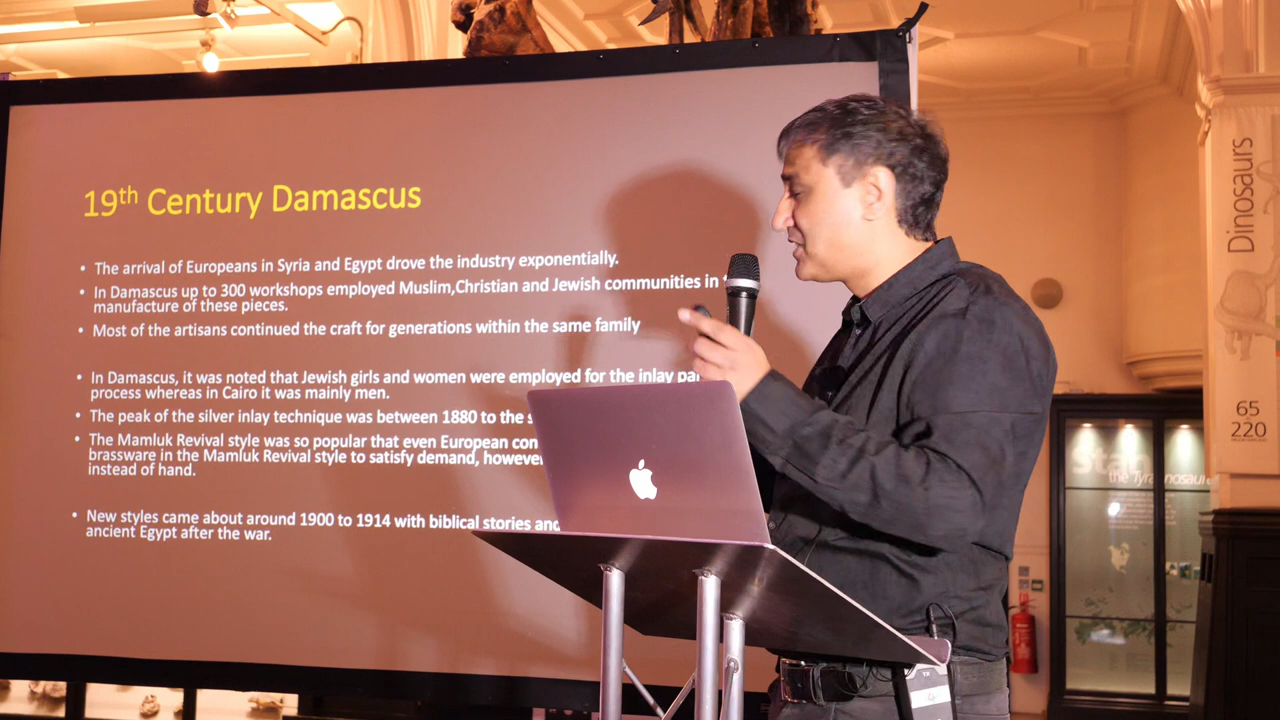 19th Century Damascus
• The arrival of Europeans in Syria and Egypt drove the industry exponentially.
• In Damascus up to 300 workshops employed Muslim,Christian and Jewish communities in
manufacture of these pieces.
• Most of the artisans continued the craft for generations within the same family
• In Damascus, it was noted that Jewish girls and women were employed for the inlay
process whereas in Cairo it was mainly men.
• The peak of the silver inlay technique was between 1880 to the
• The Mamluk Revival style was so popular that even European
brassware in the Mamluk Revival style to satisfy demand,
instead of hand.
• New styles came about around 1900 to 1914 with biblical stories and
ancient Egypt after the war.
Dinosaurs
65
220
stan
the Tyrannosaurus